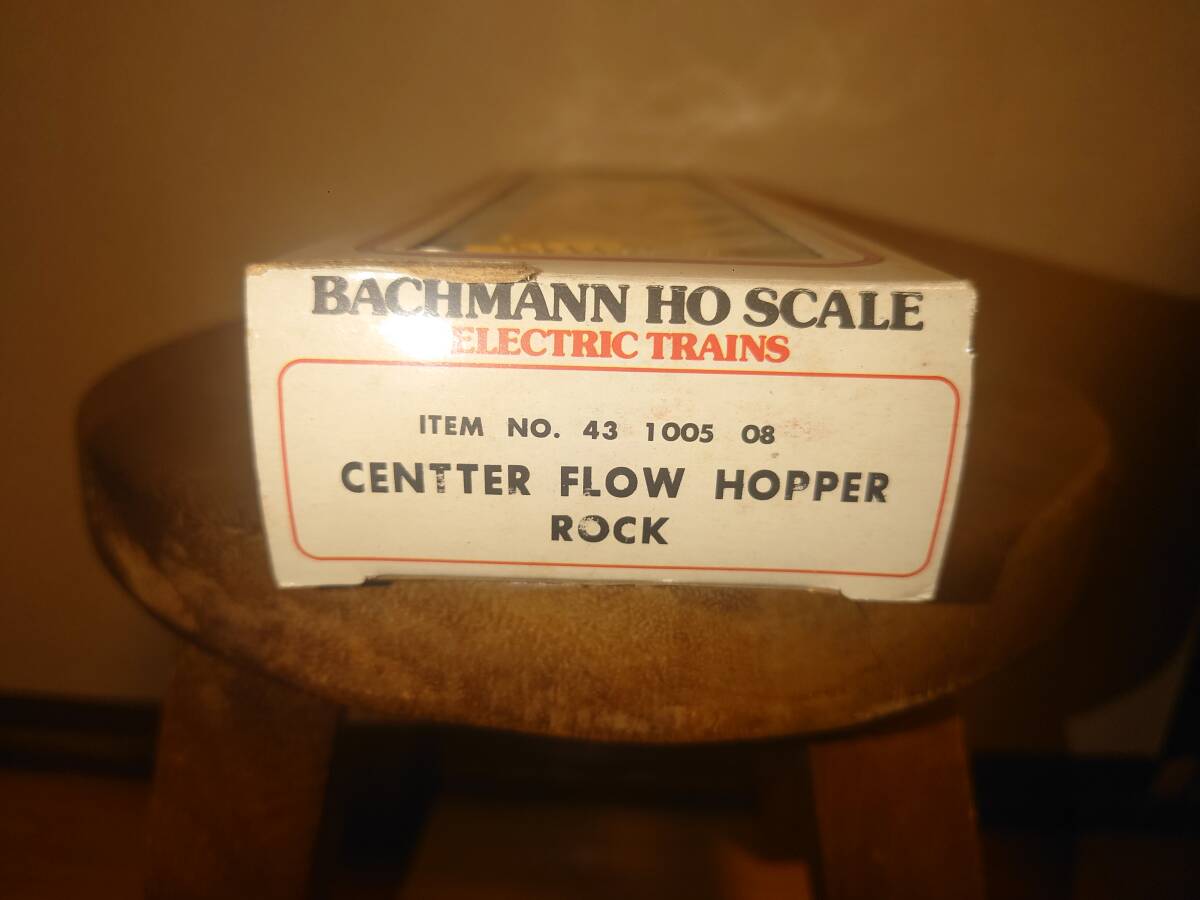 BACHMANN HO SCALE
ELECTRIC TRAINS
ITEM NO. 43 1005 08
CENTTER FLOW HOPPER
ROCK